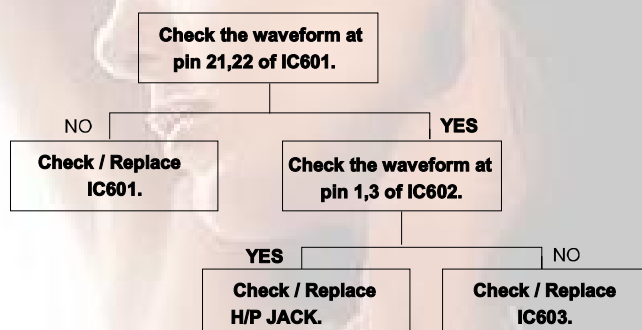 Check the waveform at
pin 21,22 of IC601.
NO
YES
Check / Replace
IC601.
Check the waveform at
pin 1,3 of IC602.
YES
NO
Check / Replace
H/P JACK.
Check / Replace
IC603.